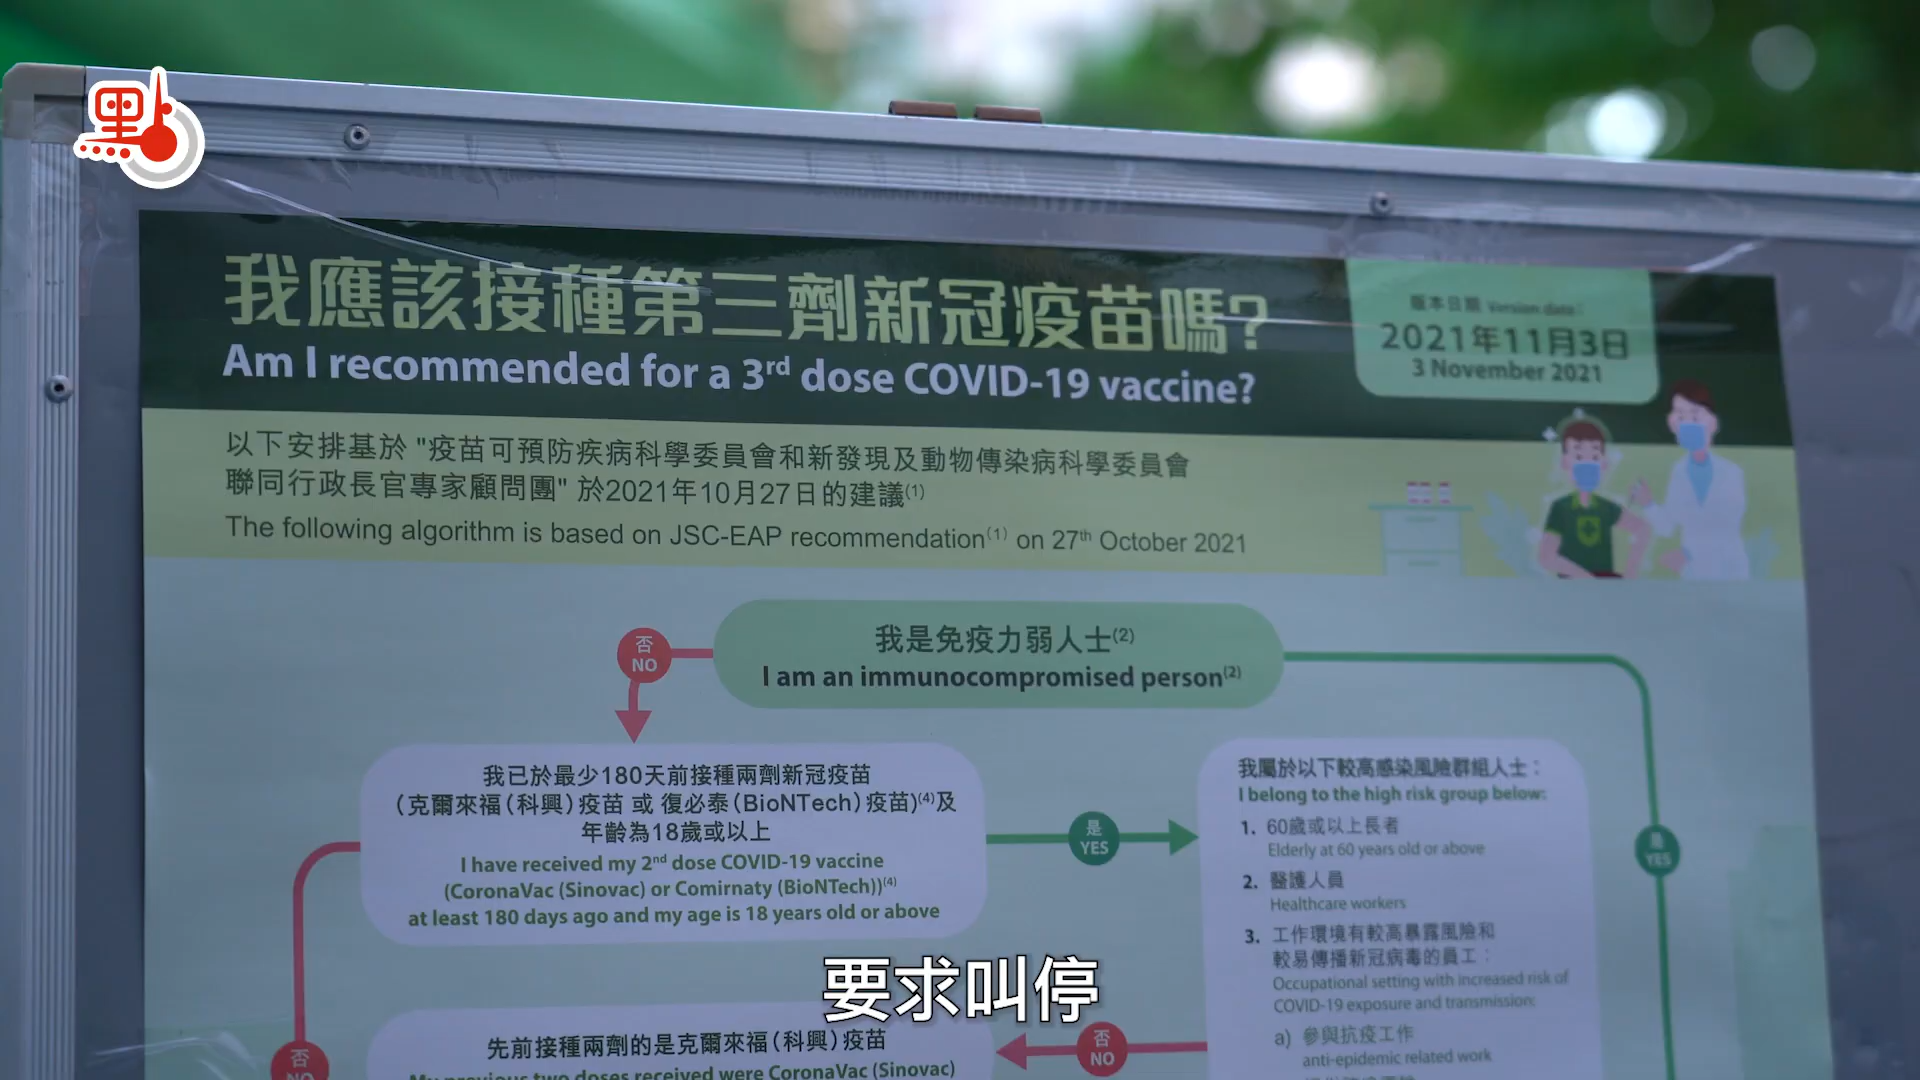 點
我應該接種第三劑新冠疫苗嗎?
Am I recommended for a 3rd dose COVID-19 vaccine?
版本日期 Version date:
2021年11月3日
3 November 2021
以下安排基於 "疫苗可預防疾病科學委員會和新發現及動物傳染病科學委員會
聯同行政長官專家顧問團" 於2021年10月27日的建議(1)
The following algorithm is based on JSC-EAP recommendation(1) on 27th October 2021
我是免疫力弱人士(2)
I am an immunocompromised person(2)
否
NO
我已於最少180天前接種兩劑新冠疫苗
(克爾來福(科興)疫苗 或 復必泰(BioNTech)疫苗)(4)及
年齡為18歲或以上
I have received my 2nd dose COVID-19 vaccine
(CoronaVac (Sinovac) or Comirnaty (BioNTech))(4)
at least 180 days ago and my age is 18 years old or above
是
YES
我屬於以下較高感染風險群組人士：
I belong to the high risk group below:
1. 60歲或以上長者
Elderly at 60 years old or above
2. 醫護人員
Healthcare workers
3. 工作環境有較高暴露風險和
較易傳播新冠病毒的員工：
Occupational setting with increased risk of
COVID-19 exposure and transmission:
a) 參與抗疫工作
anti-epidemic related work
是
YES
要求叫停
否
NO
先前接種兩劑的是克爾來福(科興)疫苗
My previous two doses received were CoronaVac (Sinovac)
否
NO